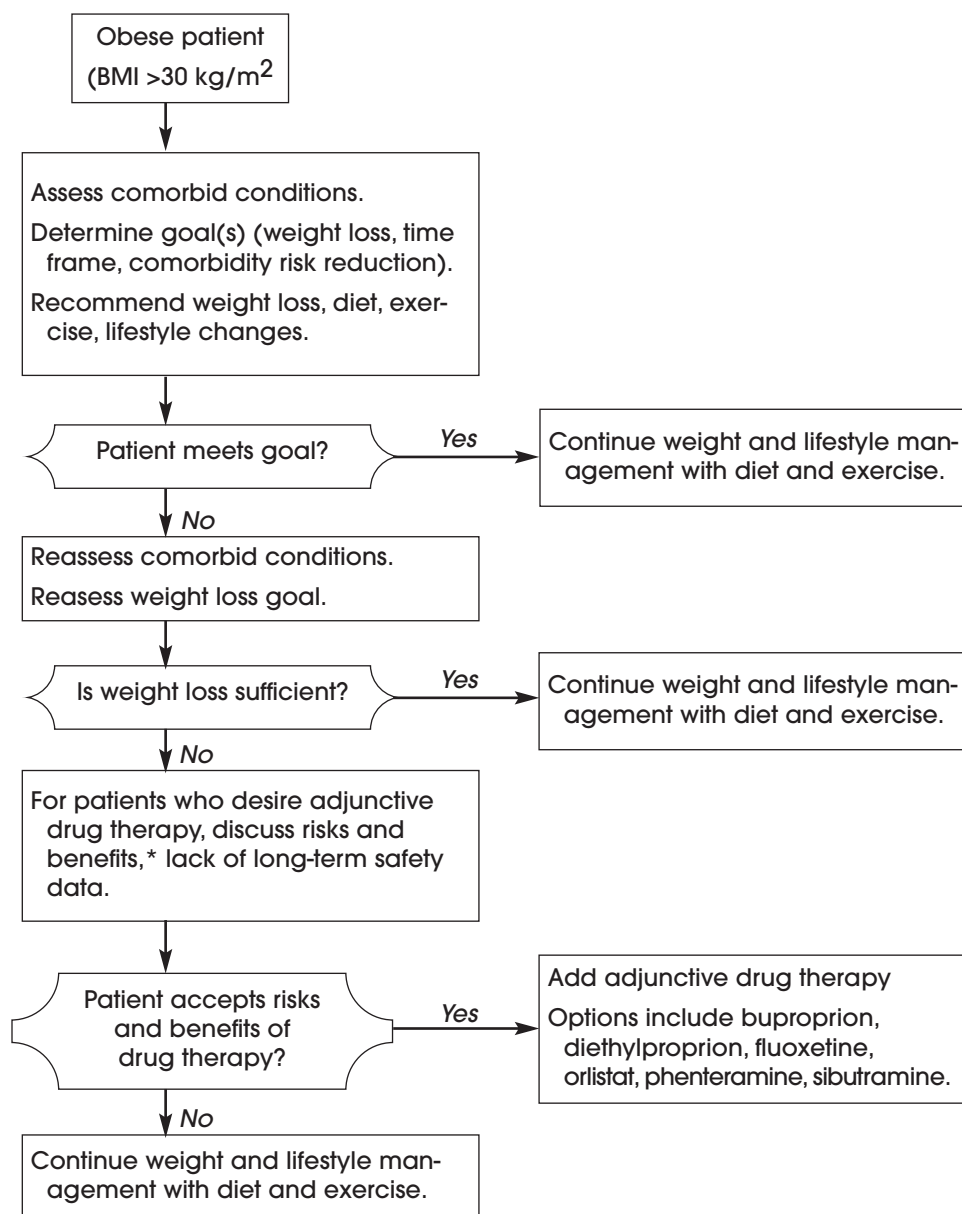 Obese patient
(BMI >30 kg/m2
Assess comorbid conditions.
Determine goal(s) (weight loss, time
frame, comorbidity risk reduction).
Recommend weight loss, diet, exer-
cise, lifestyle changes.
Patient meets goal?
Yes
Continue weight and lifestyle man-
agement with diet and exercise.
No
Reassess comorbid conditions.
Reasess weight loss goal.
Is weight loss sufficient?
Yes
Continue weight and lifestyle man-
agement with diet and exercise.
No
For patients who desire adjunctive
drug therapy, discuss risks and
benefits,* lack of long-term safety
data.
Patient accepts risks
and benefits of
drug therapy?
Yes
Add adjunctive drug therapy
Options include buproprion,
diethylproprion, fluoxetine,
orlistat, phenteramine, sibutramine.
No
Continue weight and lifestyle man-
agement with diet and exercise.